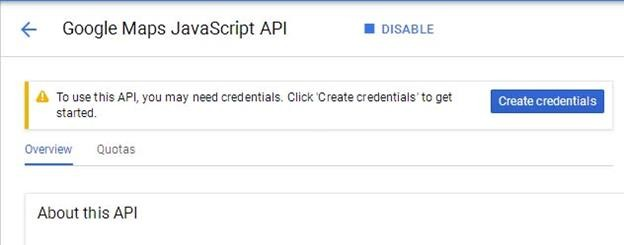 Google Maps JavaScript API
DISABLE
To use this API, you may need credentials. Click 'Create credentials' to get
started.
Create credentials
Overview
Quotas
About this API